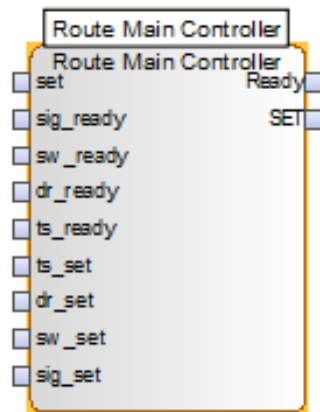 Route Main Controller
Route Main Controller
set Ready
sig_ready SET
sw_ready
dr_ready
ts_ready
ts_set
dr_set
sw_set
sig_set